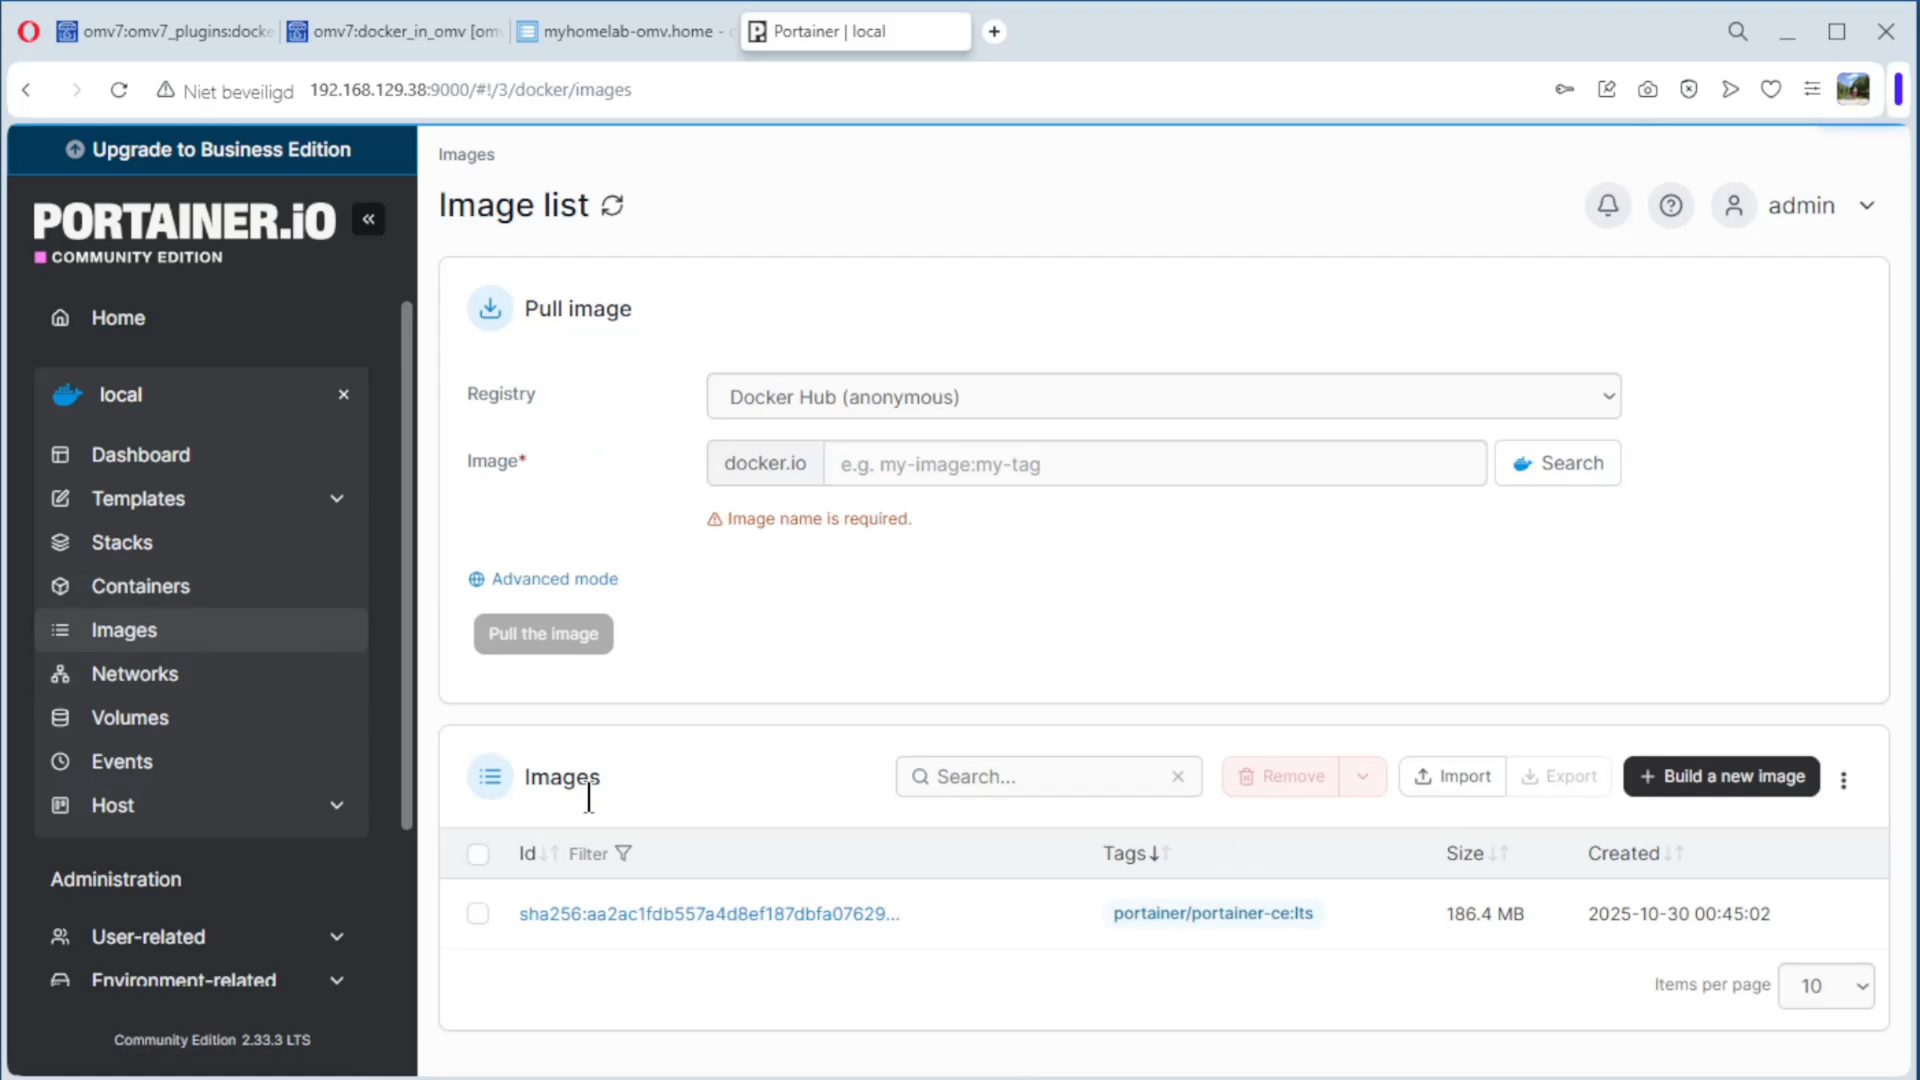 omv7:omv7_plugins:docke
omv7:docker_in_omv [om
myhomelab-omv.home -
Portainer | local
Niet beveiligd
192.168.129.38:9000/#!/3/docker/images
Upgrade to Business Edition
PORTAINER.iO
COMMUNITY EDITION
Home
local
Dashboard
Templates
Stacks
Containers
Images
Networks
Volumes
Events
Host
Administration
User-related
Environment-related
Community Edition 2.33.3 LTS
Images
Image list
admin
Pull image
Registry
Docker Hub (anonymous)
Image*
docker.io
e.g. my-image:my-tag
Search
Image name is required.
Advanced mode
Pull the image
Images
Search...
Remove
Import
Export
Build a new image
Id
Filter
Tags
Size
Created
sha256:aa2ac1fdb557a4d8ef187dbfa07629...
portainer/portainer-ce:lts
186.4 MB
2025-10-30 00:45:02
Items per page
10